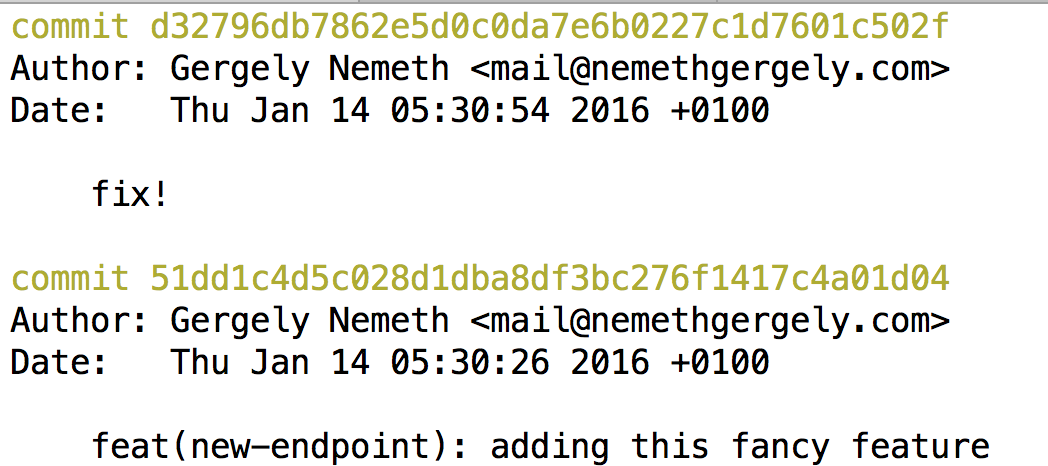 commit d32796db7862e5d0c0da7e6b0227c1d7601c502f
Author: Gergely Nemeth <mail@nemethgergely.com>
Date:   Thu Jan 14 05:30:54 2016 +0100
    fix!
commit 51dd1c4d5c028d1dba8df3bc276f1417c4a01d04
Author: Gergely Nemeth <mail@nemethgergely.com>
Date:   Thu Jan 14 05:30:26 2016 +0100
    feat(new-endpoint): adding this fancy feature